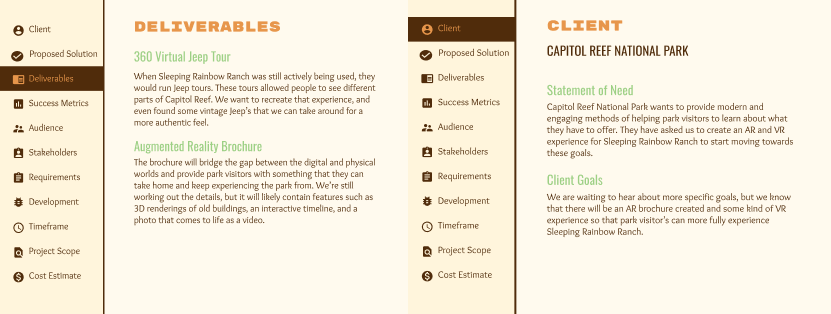 Client
Proposed Solution
Deliverables
Success Metrics
Audience
Stakeholders
Requirements
Development
Timeframe
Project Scope
Cost Estimate
DELIVERABLES
360 Virtual Jeep Tour
When Sleeping Rainbow Ranch was still actively being used, they
would run Jeep tours. These tours allowed people to see different
parts of Capitol Reef. We want to recreate that experience, and
even found some vintage Jeep's that we can take around for a
more authentic feel.
Augmented Reality Brochure
The brochure will bridge the gap between the digital and physical
worlds and provide park visitors with something that they can
take home and keep experiencing the park from. We're still
working out the details, but it will likely contain features such as
3D renderings of old buildings, an interactive timeline, and a
photo that comes to life as a video.
Client
Proposed Solution
Deliverables
Success Metrics
Audience
Stakeholders
Requirements
Development
Timeframe
Project Scope
Cost Estimate
CLIENT
CAPITOL REEF NATIONAL PARK
Statement of Need
Capitol Reef National Park wants to provide modern and
engaging methods of helping park visitors to learn about what
they have to offer. They have asked us to create an AR and VR
experience for Sleeping Rainbow Ranch to start moving towards
these goals.
Client Goals
We are waiting to hear about more specific goals, but we know
that there will be an AR brochure created and some kind of VR
experience so that park visitor's can more fully experience
Sleeping Rainbow Ranch.